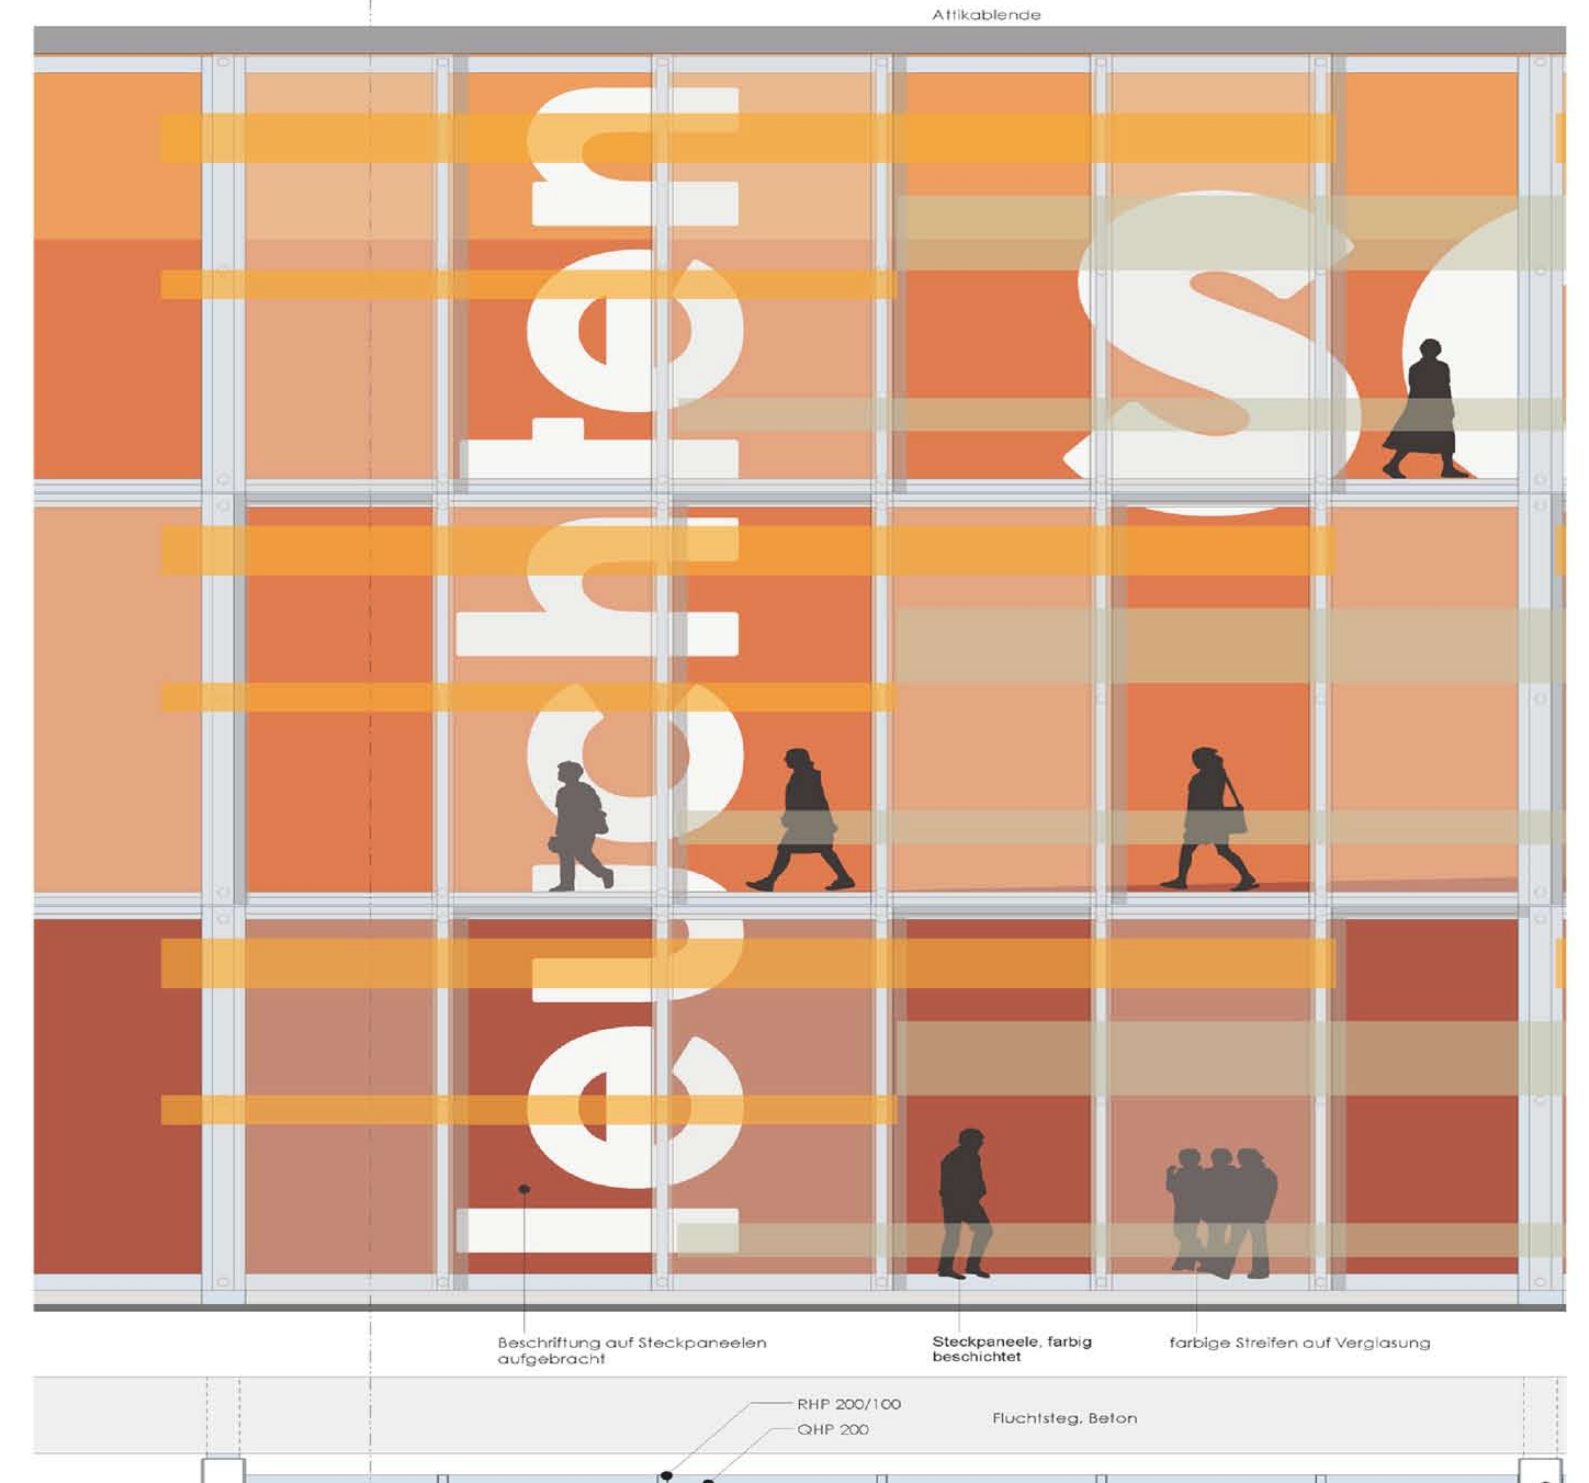 Attikablende
leuchten
S
Beschriftung auf Steckpaneelen
aufgebracht
Steckpaneele, farbig
beschichtet
farbige Streifen auf Verglasung
RHP 200/100
QHP 200
Fluchtsteg, Beton